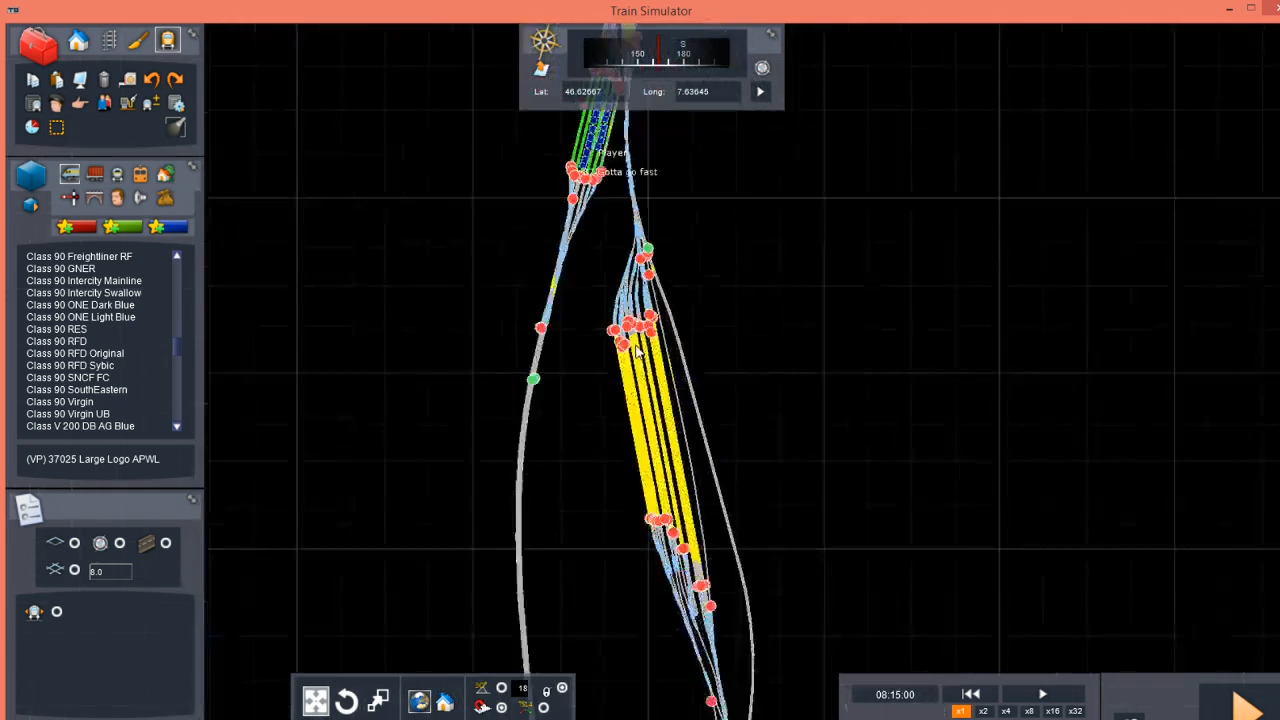 Train Simulator
S
150
180
Lat:
46.62667
Long:
7.63645
Player
Gotta go fast
Class 90 Freightliner RF
Class 90 GNER
Class 90 Intercity Mainline
Class 90 Intercity Swallow
Class 90 ONE Dark Blue
Class 90 ONE Light Blue
Class 90 RES
Class 90 RFD
Class 90 RFD Original
Class 90 RFD Sybic
Class 90 SNCF FC
Class 90 SouthEastern
Class 90 Virgin
Class 90 Virgin UB
Class V 200 DB AG Blue
(VP) 37025 Large Logo APWL
8.0
18
08:15:00
x1
x2
x4
x8
x16
x32